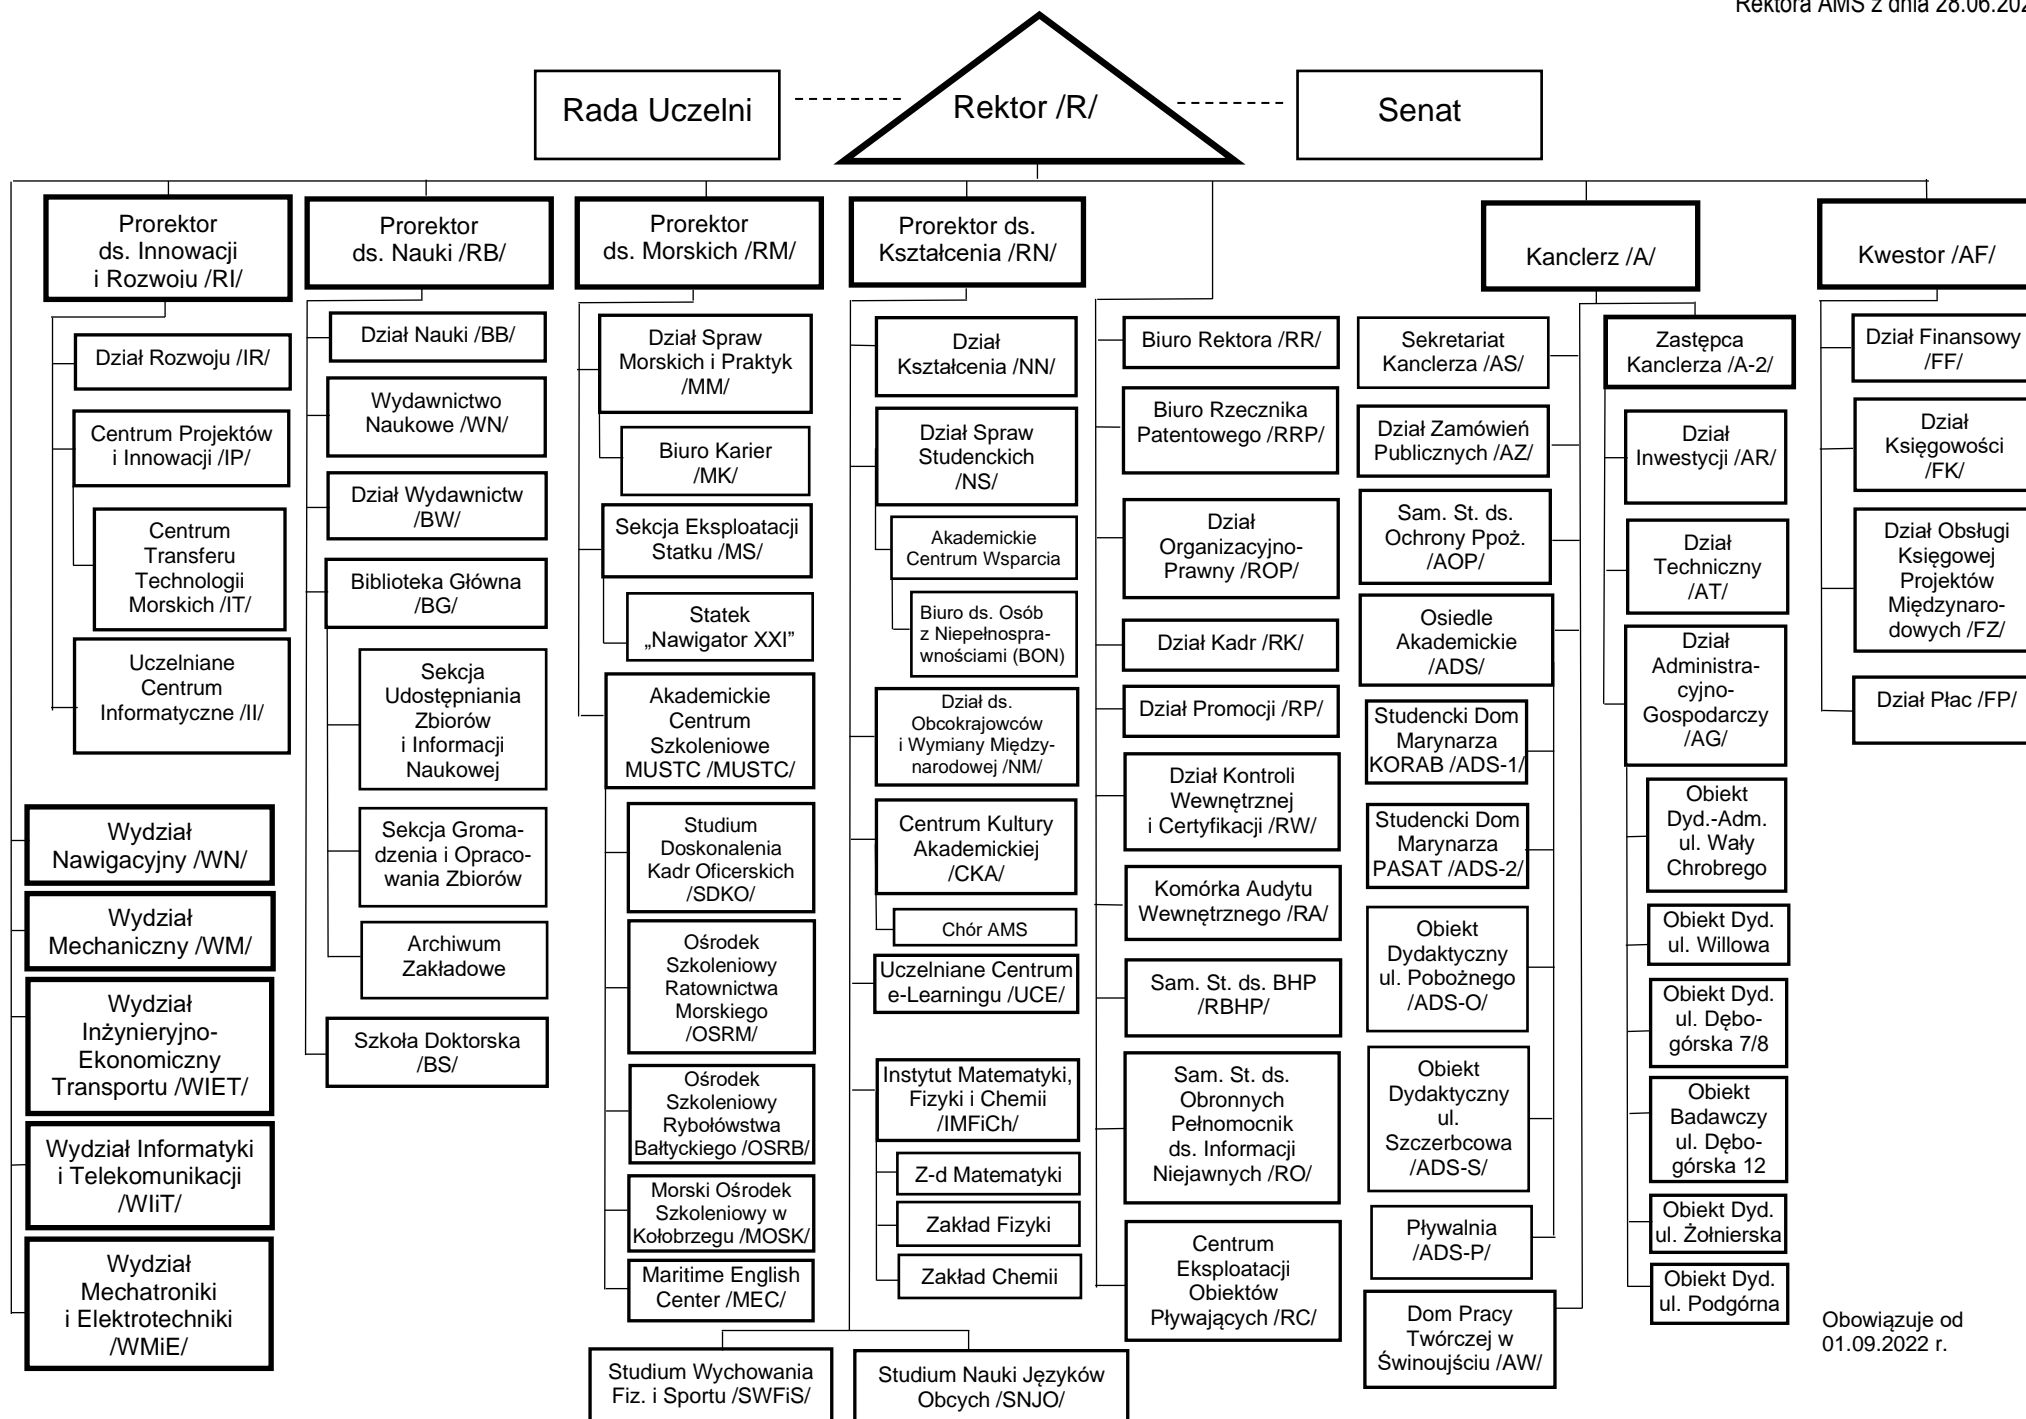 Rektora AMS z dnia 28.06.202
Rada Uczelni
Rektor /R/
Senat
Prorektor
ds. Innowacji
i Rozwoju /RI/
Prorektor
ds. Nauki /RB/
Prorektor
ds. Morskich /RM/
Prorektor ds.
Kształcenia /RN/
Kanclerz /A/
Kwestor /AF/
Dział Rozwoju /IR/
Centrum Projektów
i Innowacji /IP/
Centrum
Transferu
Technologii
Morskich /IT/
Uczelniane
Centrum
Informatyczne /II/
Wydział
Nawigacyjny /WN/
Wydział
Mechaniczny /WM/
Wydział
Inżynieryjno-
Ekonomiczny
Transportu /WIET/
Wydział Informatyki
i Telekomunikacji
/WIiT/
Wydział
Mechatroniki
i Elektrotechniki
/WMiE/
Dział Nauki /BB/
Wydawnictwo
Naukowe /WN/
Dział Wydawnictw
/BW/
Biblioteka Główna
/BG/
Sekcja
Udostępniania
Zbiorów
i Informacji
Naukowej
Sekcja Groma-
dzenia i Opraco-
wania Zbiorów
Archiwum
Zakładowe
Szkoła Doktorska
/BS/
Dział Spraw
Morskich i Praktyk
/MM/
Biuro Karier
/MK/
Sekcja Eksploatacji
Statku /MS/
Statek
„Nawigator XXI”
Akademickie
Centrum
Szkoleniowe
MUSTC /MUSTC/
Studium
Doskonalenia
Kadr Oficerskich
/SDKO/
Ośrodek
Szkoleniowy
Ratownictwa
Morskiego
/OSRM/
Ośrodek
Szkoleniowy
Rybołówstwa
Bałtyckiego /OSRB/
Morski Ośrodek
Szkoleniowy w
Kołobrzegu /MOSK/
Maritime English
Center /MEC/
Dział
Kształcenia /NN/
Dział Spraw
Studenckich
/NS/
Akademickie
Centrum Wsparcia
Biuro ds. Osób
z Niepełnospra-
wnościami (BON)
Dział ds.
Obcokrajowców
i Wymiany Między-
narodowej /NM/
Centrum Kultury
Akademickiej
/CKA/
Chór AMS
Uczelniane Centrum
e-Learningu /UCE/
Instytut Matematyki,
Fizyki i Chemii
/IMFiCh/
Z-d Matematyki
Zakład Fizyki
Zakład Chemii
Studium Wychowania
Fiz. i Sportu /SWFiS/
Studium Nauki Języków
Obcych /SNJO/
Biuro Rektora /RR/
Biuro Rzecznika
Patentowego /RRP/
Dział
Organizacyjno-
Prawny /ROP/
Dział Kadr /RK/
Dział Promocji /RP/
Dział Kontroli
Wewnętrznej
i Certyfikacji /RW/
Komórka Audytu
Wewnętrznego /RA/
Sam. St. ds. BHP
/RBHP/
Sam. St. ds.
Obronnych
Pełnomocnik
ds. Informacji
Niejawnych /RO/
Centrum
Eksploatacji
Obiektów
Pływających /RC/
Sekretariat
Kanclerza /AS/
Dział Zamówień
Publicznych /AZ/
Sam. St. ds.
Ochrony Ppoż.
/AOP/
Osiedle
Akademickie
/ADS/
Studencki Dom
Marynarza
KORAB /ADS-1/
Studencki Dom
Marynarza
PASAT /ADS-2/
Obiekt
Dydaktyczny
ul. Pobożnego
/ADS-O/
Obiekt
Dydaktyczny
ul.
Szczerbcowa
/ADS-S/
Pływalnia
/ADS-P/
Dom Pracy
Twórczej w
Świnoujściu /AW/
Zastępca
Kanclerza /A-2/
Dział
Inwestycji /AR/
Dział
Techniczny
/AT/
Dział
Administra-
cyjno-
Gospodarczy
/AG/
Obiekt
Dyd.-Adm.
ul. Wały
Chrobrego
Obiekt Dyd.
ul. Willowa
Obiekt Dyd.
ul. Dębo-
górska 7/8
Obiekt
Badawczy
ul. Dębo-
górska 12
Obiekt Dyd.
ul. Żołnierska
Obiekt Dyd.
ul. Podgórna
Dział Finansowy
/FF/
Dział
Księgowości
/FK/
Dział Obsługi
Księgowej
Projektów
Międzynaro-
dowych /FZ/
Dział Płac /FP/
Obowiązuje od
01.09.2022 r.